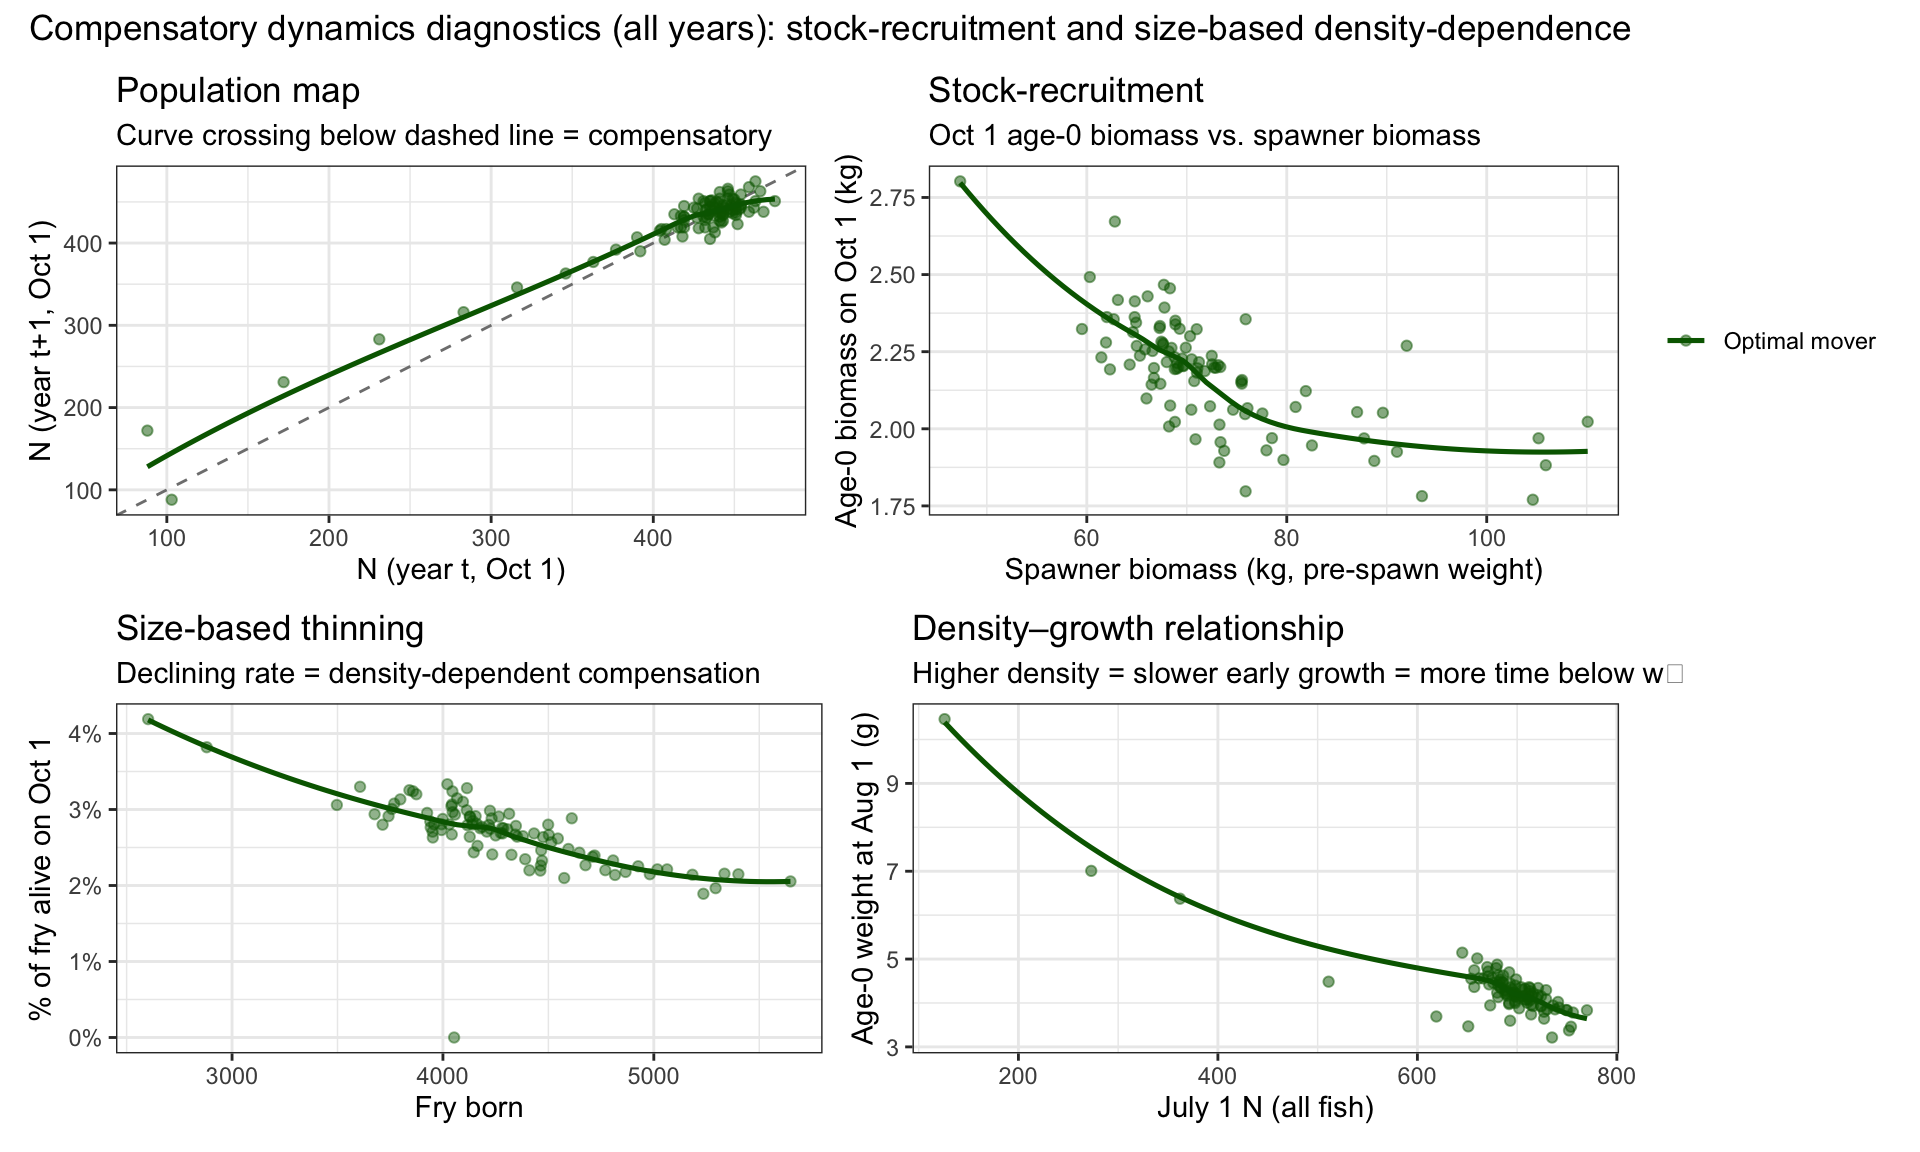 Compensatory dynamics diagnostics (all years): stock-recruitment and size-based density-dependence
Population map
Curve crossing below dashed line = compensatory
N (year t+1, Oct 1)
400
300
200
100
100
200
300
400
N (year t, Oct 1)
Stock-recruitment
Oct 1 age-0 biomass vs. spawner biomass
Age-0 biomass on Oct 1 (kg)
2.75
2.50
2.25
2.00
1.75
60
80
100
Spawner biomass (kg, pre-spawn weight)
Optimal mover
Size-based thinning
Declining rate = density-dependent compensation
% of fry alive on Oct 1
4%
3%
2%
1%
0%
3000
4000
5000
Fry born
Density–growth relationship
Higher density = slower early growth = more time below w□
Age-0 weight at Aug 1 (g)
9
7
5
3
200
400
600
800
July 1 N (all fish)